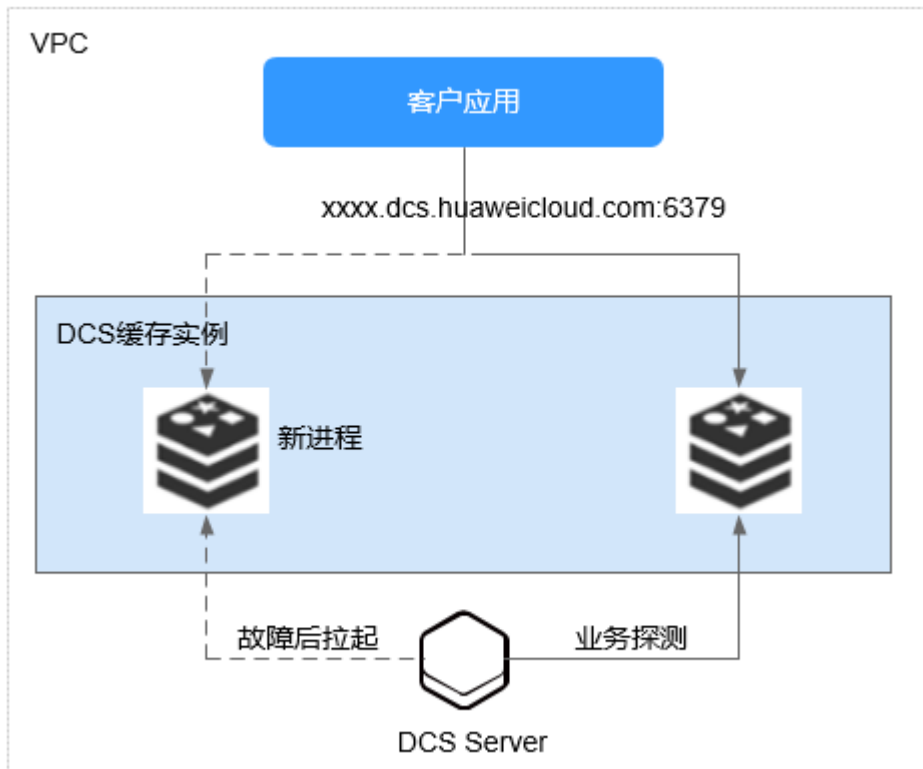 VPC
客户应用
xxxx.dcs.huaweicloud.com:6379
DCS缓存实例
新进程
故障后拉起
业务探测
DCS Server